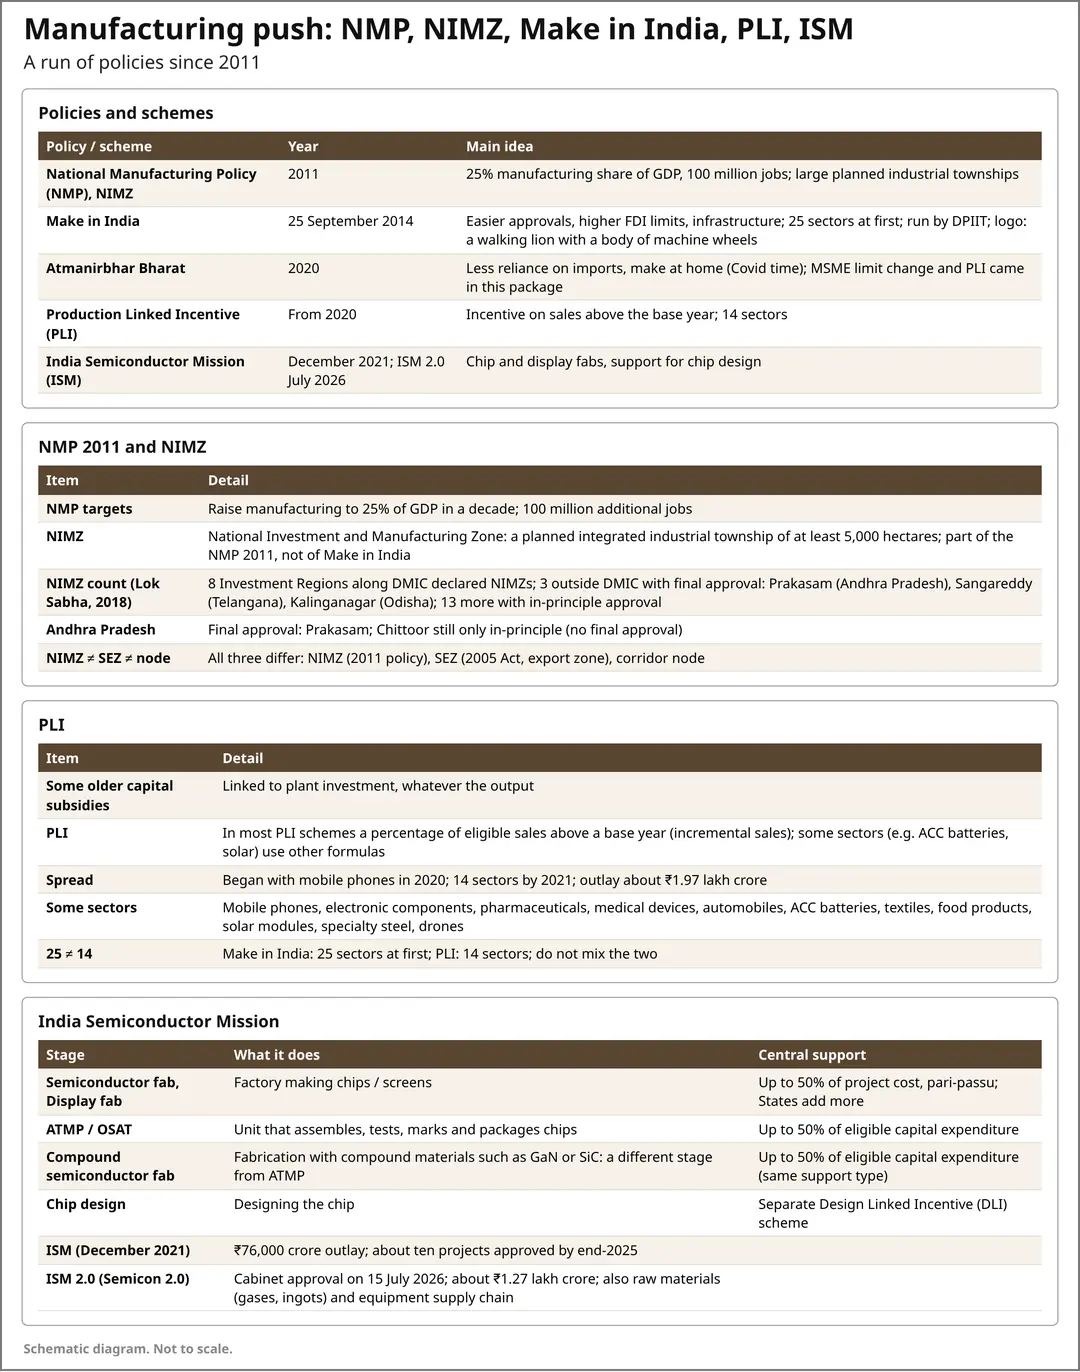 Manufacturing push: NMP, NIMZ, Make in India, PLI, ISM
A run of policies since 2011
Policies and schemes
Policy / scheme Year Main idea
National Manufacturing Policy (NMP), NIMZ 2011 25% manufacturing share of GDP, 100 million jobs; large planned industrial townships
Make in India 25 September 2014 Easier approvals, higher FDI limits, infrastructure; 25 sectors at first; run by DPIIT; logo: a walking lion with a body of machine wheels
Atmanirbhar Bharat 2020 Less reliance on imports, make at home (Covid time); MSME limit change and PLI came in this package
Production Linked Incentive (PLI) From 2020 Incentive on sales above the base year; 14 sectors
India Semiconductor Mission (ISM) December 2021; ISM 2.0 July 2026 Chip and display fabs, support for chip design
NMP 2011 and NIMZ
Item Detail
NMP targets Raise manufacturing to 25% of GDP in a decade; 100 million additional jobs
NIMZ National Investment and Manufacturing Zone: a planned integrated industrial township of at least 5,000 hectares; part of the NMP 2011, not of Make in India
NIMZ count (Lok Sabha, 2018) 8 Investment Regions along DMIC declared NIMZs; 3 outside DMIC with final approval: Prakasam (Andhra Pradesh), Sangareddy (Telangana), Kalinganagar (Odisha); 13 more with in-principle approval
Andhra Pradesh Final approval: Prakasam; Chittoor still only in-principle (no final approval)
NIMZ ≠ SEZ ≠ node All three differ: NIMZ (2011 policy), SEZ (2005 Act, export zone), corridor node
PLI
Item Detail
Some older capital subsidies Linked to plant investment, whatever the output
PLI In most PLI schemes a percentage of eligible sales above a base year (incremental sales); some sectors (e.g. ACC batteries, solar) use other formulas
Spread Began with mobile phones in 2020; 14 sectors by 2021; outlay about ₹1.97 lakh crore
Some sectors Mobile phones, electronic components, pharmaceuticals, medical devices, automobiles, ACC batteries, textiles, food products, solar modules, specialty steel, drones
25 ≠ 14 Make in India: 25 sectors at first; PLI: 14 sectors; do not mix the two
India Semiconductor Mission
Stage What it does Central support
Semiconductor fab, Display fab Factory making chips / screens Up to 50% of project cost, pari-passu; States add more
ATMP / OSAT Unit that assembles, tests, marks and packages chips Up to 50% of eligible capital expenditure
Compound semiconductor fab Fabrication with compound materials such as GaN or SiC: a different stage from ATMP Up to 50% of eligible capital expenditure (same support type)
Chip design Designing the chip Separate Design Linked Incentive (DLI) scheme
ISM (December 2021) ₹76,000 crore outlay; about ten projects approved by end-2025
ISM 2.0 (Semicon 2.0) Cabinet approval on 15 July 2026; about ₹1.27 lakh crore; also raw materials (gases, ingots) and equipment supply chain
Schematic diagram. Not to scale.